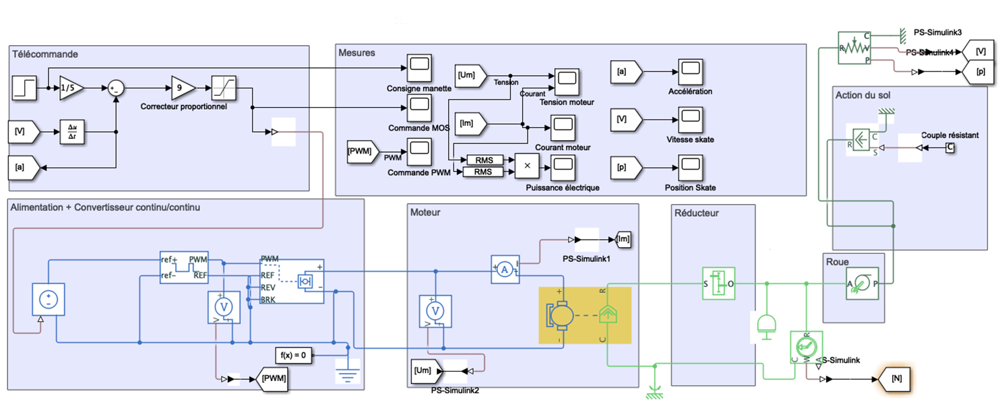 Télécommande
1/5
+
-
9
Correcteur proportionnel
[V]
Δu
Δt
[a]
Mesures
Consigne manette
Commande MOS
[PWM]
PWM
Commande PWM
[Um]
Tension
Courant
Tension moteur
[Im]
Courant moteur
RMS
RMS
×
Puissance électrique
[a]
Accélération
[V]
Vitesse skate
[p]
Position Skate
R
C
V
P
PS-Simulink3
PS-Simulink4
[V]
[p]
Action du sol
R
C
S
Couple résistant
C
Alimentation + Convertisseur continu/continu
+
-
ref+
ref-
PWM
REF
PWM
REF
REV
BRK
+
-
+
V
-
V
f(x) = 0
[PWM]
Moteur
+
A
I
-
PS-Simulink1
[Im]
+
V
-
V
[Um]
PS-Simulink2
+
-
R
C
Réducteur
S
O
Roue
A
P
R
C
W
A
PS-Simulink
[N]